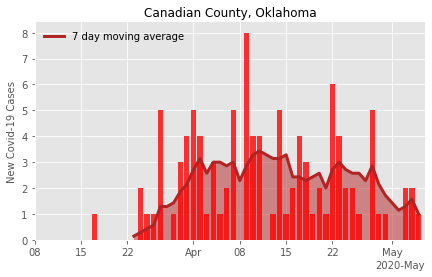 Canadian County, Oklahoma
7 day moving average
New Covid-19 Cases
8
7
6
5
4
3
2
1
0
08 15 22 Apr 08 15 22 May
2020-May